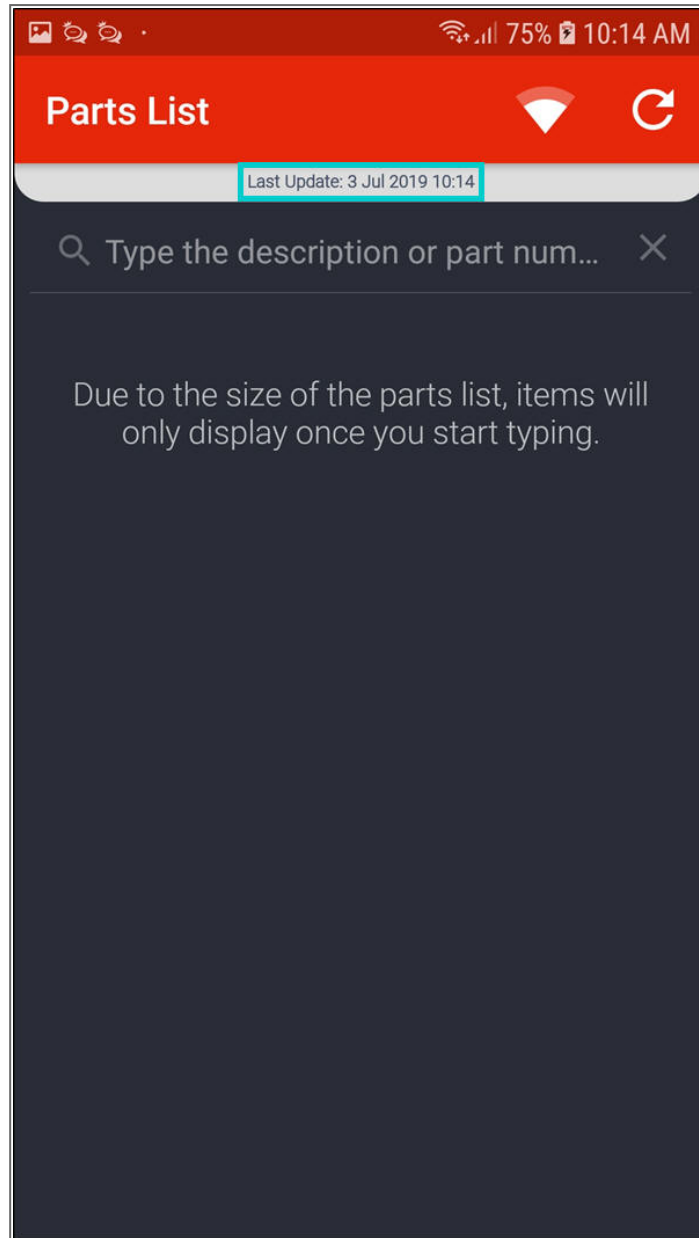 75% 10:14 AM
Parts List
Last Update: 3 Jul 2019 10:14
Type the description or part num...
Due to the size of the parts list, items will
only display once you start typing.